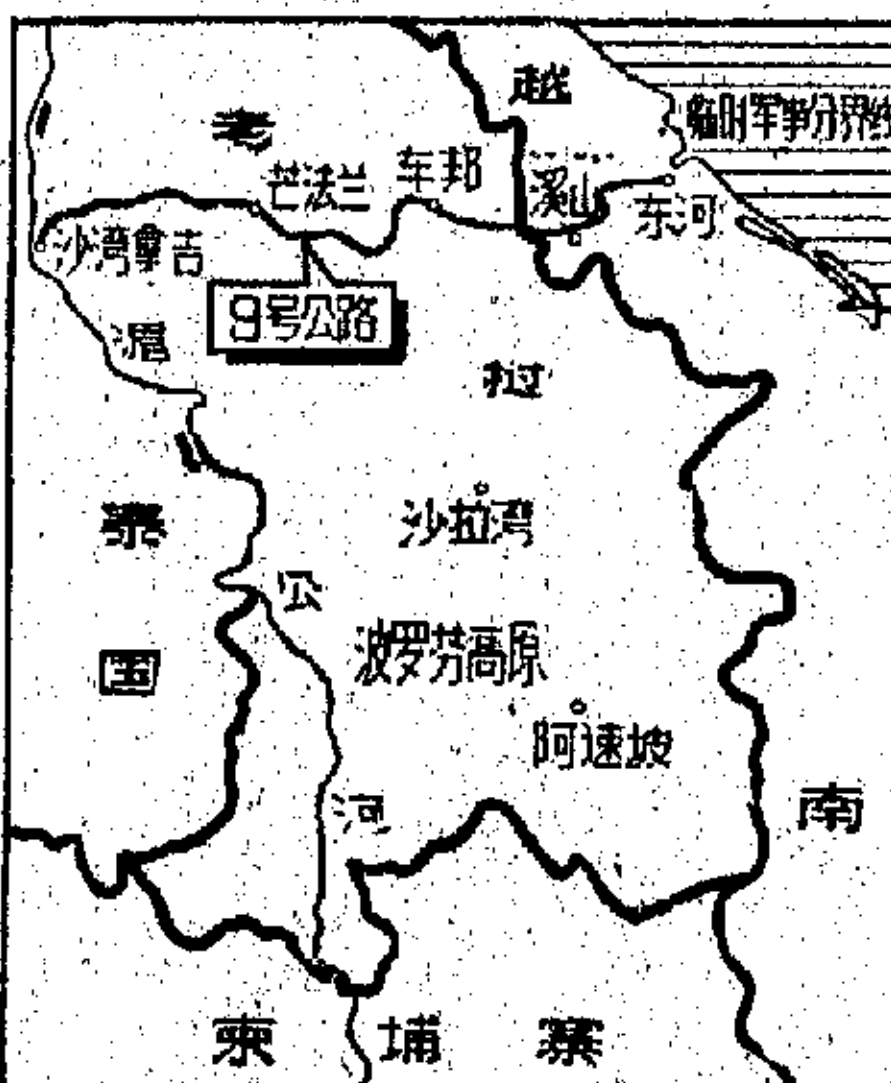 越
临时军事分界线
老
芒法兰
车邦
溪山
东河
沙湾拿吉
9号公路
湄
挝
沙拉湾
泰
公
波罗芬高原
国
阿速坡
河
南
柬
埔
寨